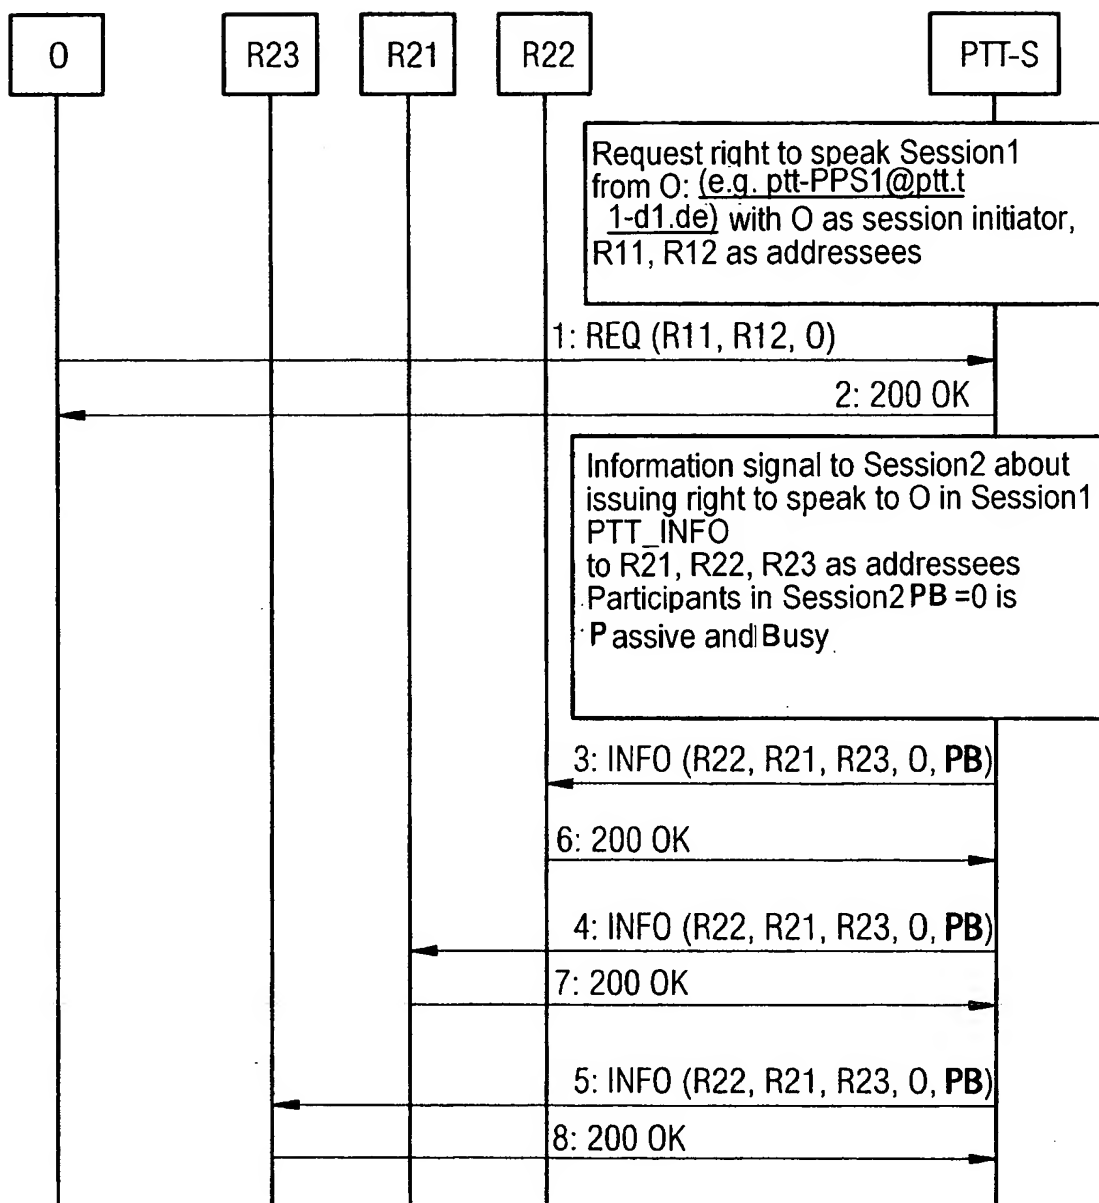 O
R23
R21
R22
PTT-S
Request right to speak Session1
from O: (e.g. ptt-PPS1@ptt.t
1-d1.de) with O as session initiator,
R11, R12 as addressees
1: REQ (R11, R12, O)
2: 200 OK
Information signal to Session2 about
issuing right to speak to O in Session1
PTT_INFO
to R21, R22, R23 as addressees
Participants in Session2 PB =0 is
Passive and Busy
3: INFO (R22, R21, R23, O, PB)
6: 200 OK
4: INFO (R22, R21, R23, O, PB)
7: 200 OK
5: INFO (R22, R21, R23, O, PB)
8: 200 OK